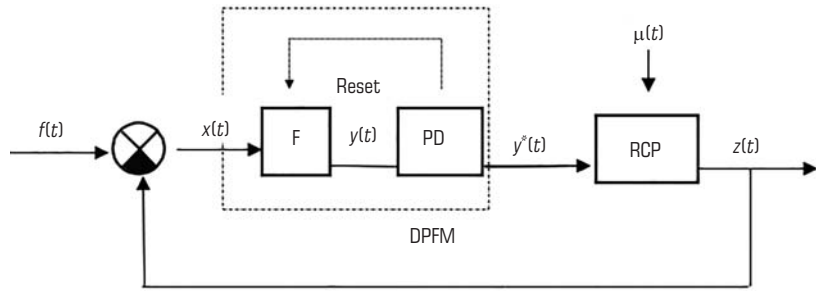 μ(t)
Reset
f(t)
x(t)
F
y(t)
PD
y*(t)
RCP
z(t)
DPFM